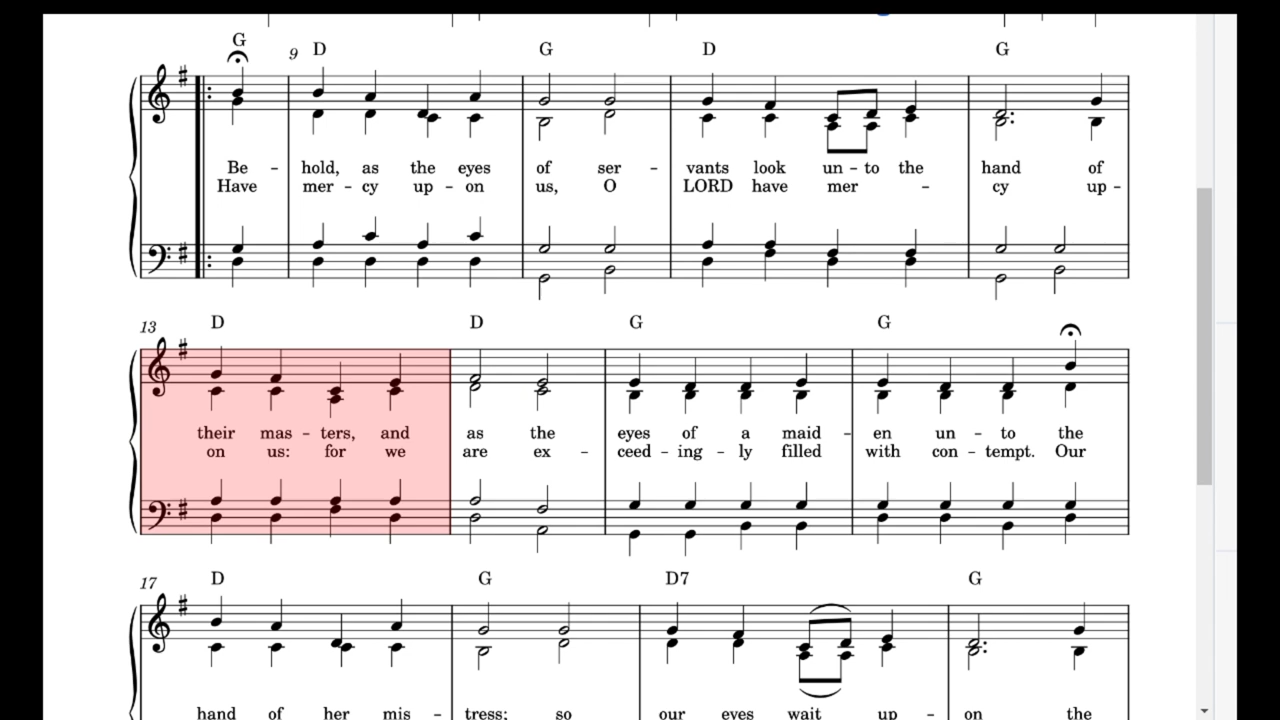 G
9 D G D G
Be - hold, as the eyes of ser - vants look un - to the hand of
Have mer - cy up - on us, O LORD have mer - cy up -
13 D D G G
their mas - ters, and as the eyes of a maid - en un - to the
on us: for we are ex - ceed - ing - ly filled with con - tempt. Our
17 D G D7 G
hand of her mis - tress; so our eyes wait up - on the